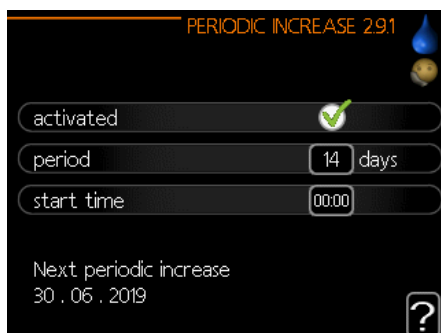 PERIODIC INCREASE 2.9.1
activated
period 14 days
start time 00:00
Next periodic increase
30 . 06 . 2019
?